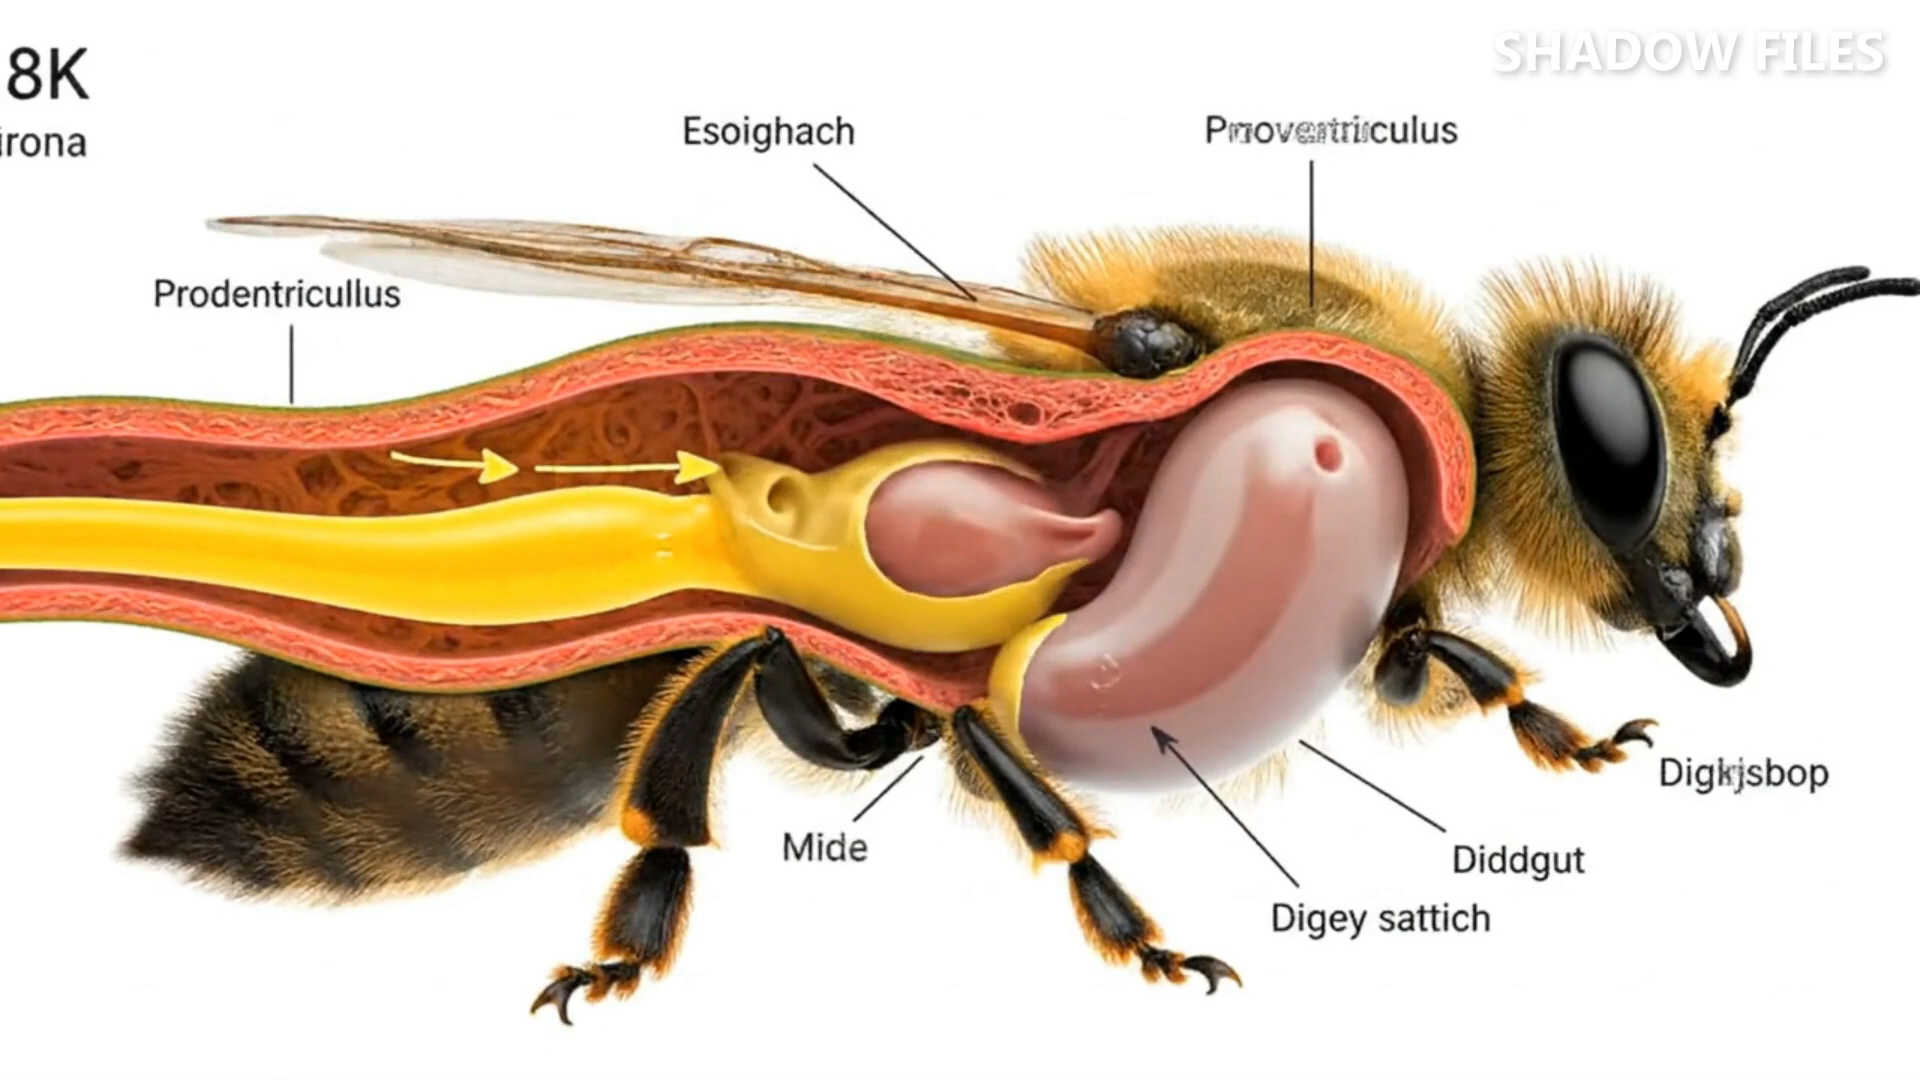 SHADOW FILES
8K
irona
Esoighach
Prodentricullus
Mide
Diddgut
Digey sattich